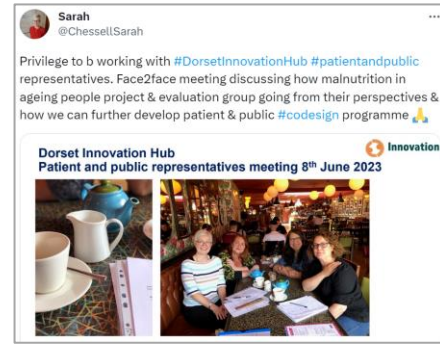 Sarah
@ChessellSarah
Privilege to b working with #DorsetInnovationHub #patientandpublic
representatives. Face2face meeting discussing how malnutrition in
ageing people project & evaluation group going from their perspectives &
how we can further develop patient & public #codesign programme 🙏
Innovation
Dorset Innovation Hub
Patient and public representatives meeting 8th June 2023